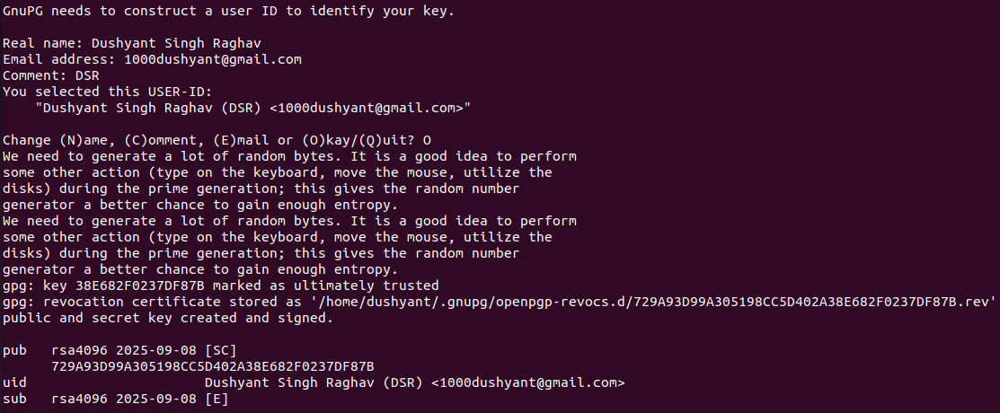 GnuPG needs to construct a user ID to identify your key.
Real name: Dushyant Singh Raghav
Email address: 1000dushyant@gmail.com
Comment: DSR
You selected this USER-ID:
"Dushyant Singh Raghav (DSR) <1000dushyant@gmail.com>"
Change (N)ame, (C)omment, (E)mail or (O)kay/(Q)uit? O
We need to generate a lot of random bytes. It is a good idea to perform
some other action (type on the keyboard, move the mouse, utilize the
disks) during the prime generation; this gives the random number
generator a better chance to gain enough entropy.
We need to generate a lot of random bytes. It is a good idea to perform
some other action (type on the keyboard, move the mouse, utilize the
disks) during the prime generation; this gives the random number
generator a better chance to gain enough entropy.
gpg: key 38E682F0237DF87B marked as ultimately trusted
gpg: revocation certificate stored as '/home/dushyant/.gnupg/openpgp-revocs.d/729A93D99A305198CC5D402A38E682F0237DF87B.rev'
public and secret key created and signed.
pub   rsa4096 2025-09-08 [SC]
729A93D99A305198CC5D402A38E682F0237DF87B
uid                      Dushyant Singh Raghav (DSR) <1000dushyant@gmail.com>
sub   rsa4096 2025-09-08 [E]